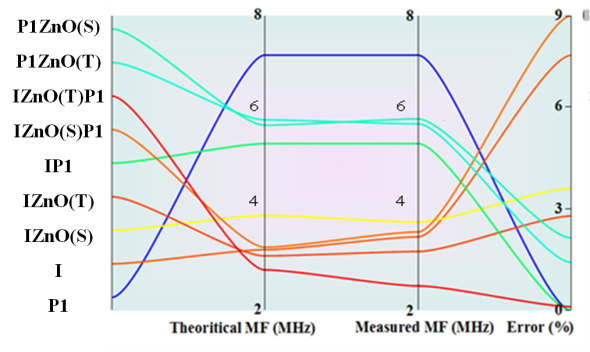 P1ZnO(S)
P1ZnO(T)
IZnO(T)P1
IZnO(S)P1
IP1
IZnO(T)
IZnO(S)
I
P1
8 8 9
6 6 6
4 4 3
2 2 0
Theoritical MF (MHz) Measured MF (MHz) Error (%)